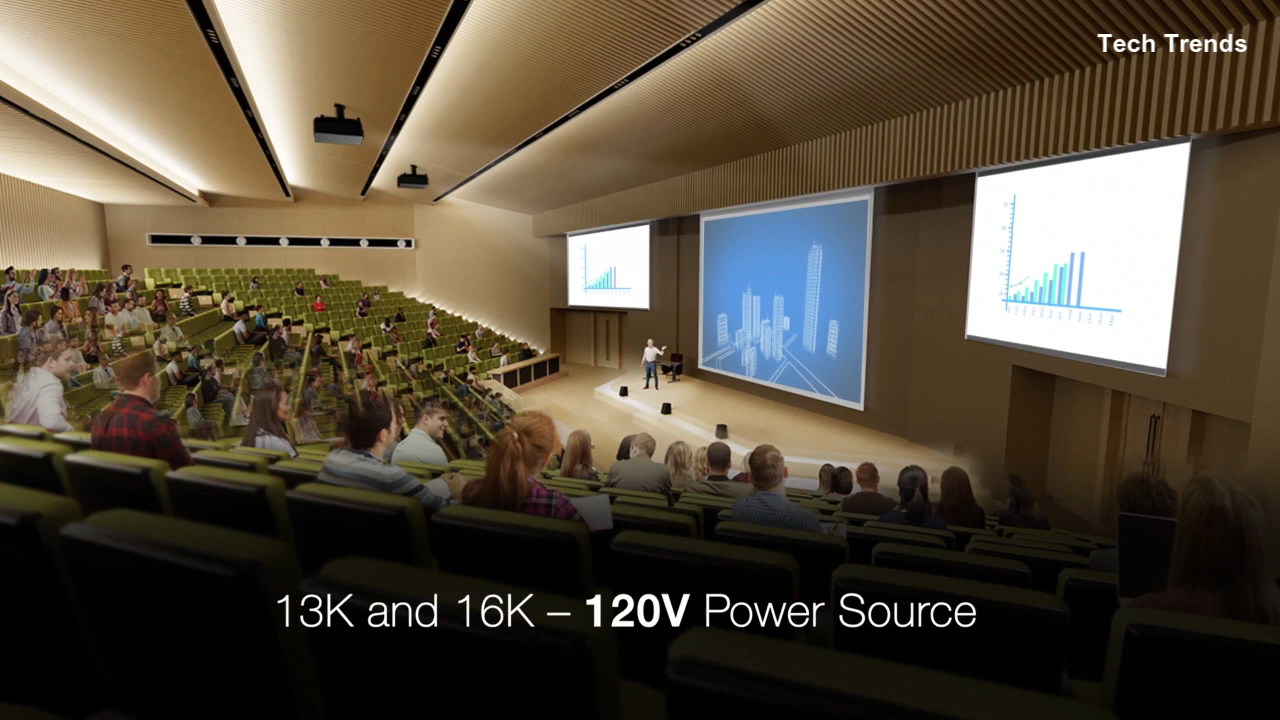 Tech Trends
13K and 16K – 120V Power Source